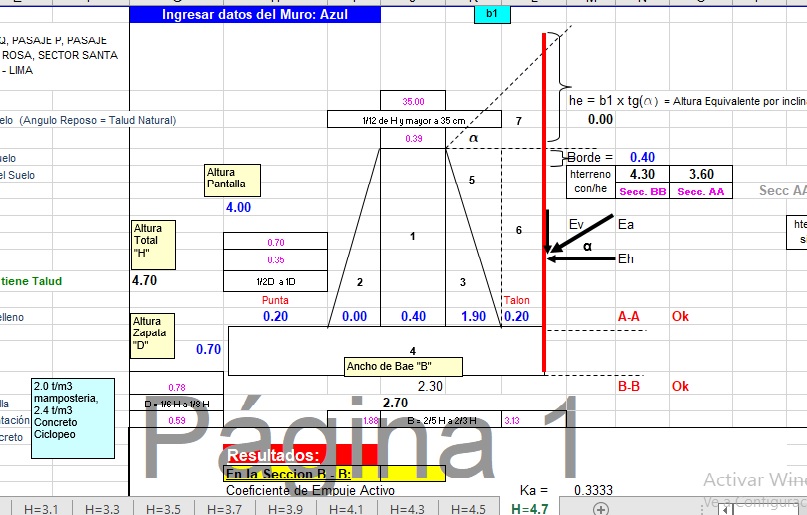 Ingresar datos del Muro: Azul
b1
Q, PASAJE P, PASAJE
ROSA, SECTOR SANTA
- LIMA
35.00
he = b1 x tg(α) = Altura Equivalente por inclina
elo (Angulo Reposo = Talud Natural)
1/12 de H y mayor a 35 cm
7
0.00
0.39
α
uelo
Borde = 0.40
el Suelo
Altura
Pantalla
5
hterreno
con/he
4.30
3.60
Secc. BB
Secc. AA
Secc AA
4.00
Altura
Total
"H"
6
Ev
Ea
hte
s
0.70
1
α
0.35
Eh
tiene Talud
4.70
1/2D a 1D
2
3
Punta
Talon
elleno
Altura
Zapata
"D"
0.20
0.00
0.40
1.90
0.20
A-A
Ok
0.70
4
Ancho de Bae "B"
2.0 t/m3
mamposteria,
2.4 t/m3
Concreto
Ciclopeo
0.78
2.30
B-B
Ok
lla
D = 1/6 H a 1/8 H
2.70
ntación
0.59
1.88
B = 2/5 H a 2/3 H
3.13
creto
Página 1
Resultados:
En la Seccion B - B:
Activar Win
Coeficiente de Empuje Activo
Ka =
0.3333
Ve a Configurac
H=3.1
H=3.3
H=3.5
H=3.7
H=3.9
H=4.1
H=4.3
H=4.5
H=4.7